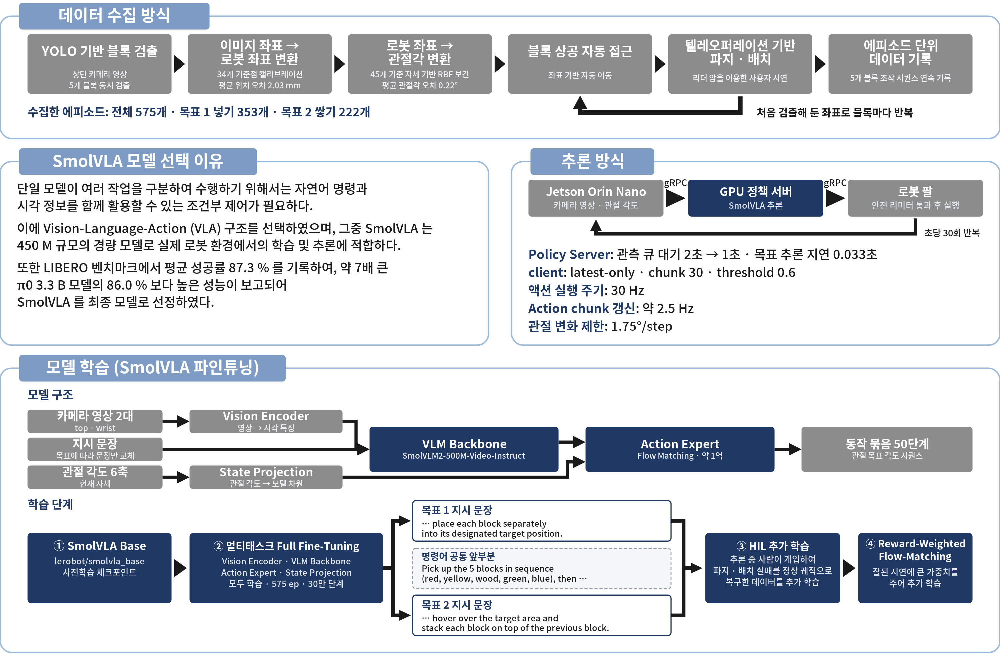 데이터 수집 방식
YOLO 기반 블록 검출
상단 카메라 영상
5개 블록 동시 검출
이미지 좌표 →
로봇 좌표 변환
34개 기준점 캘리브레이션
평균 위치 오차 2.03 mm
로봇 좌표 →
관절각 변환
45개 기준 자세 기반 RBF 보간
평균 관절각 오차 0.22°
블록 상공 자동 접근
좌표 기반 자동 이동
텔레오퍼레이션 기반
파지 · 배치
리더 암을 이용한 사용자 시연
에피소드 단위
데이터 기록
5개 블록 조작 시퀀스 연속 기록
수집한 에피소드: 전체 575개 · 목표 1 넣기 353개 · 목표 2 쌓기 222개
처음 검출해 둔 좌표로 블록마다 반복
SmolVLA 모델 선택 이유
단일 모델이 여러 작업을 구분하여 수행하기 위해서는 자연어 명령과
시각 정보를 함께 활용할 수 있는 조건부 제어가 필요하다.
이에 Vision-Language-Action (VLA) 구조를 선택하였으며, 그중 SmolVLA 는
450 M 규모의 경량 모델로 실제 로봇 환경에서의 학습 및 추론에 적합하다.
또한 LIBERO 벤치마크에서 평균 성공률 87.3 % 를 기록하여, 약 7배 큰
π0 3.3 B 모델의 86.0 % 보다 높은 성능이 보고되어
SmolVLA 를 최종 모델로 선정하였다.
추론 방식
Jetson Orin Nano
카메라 영상 · 관절 각도
gRPC
GPU 정책 서버
SmolVLA 추론
gRPC
로봇 팔
안전 리미터 통과 후 실행
초당 30회 반복
Policy Server: 관측 큐 대기 2초 → 1초 · 목표 추론 지연 0.033초
client: latest-only · chunk 30 · threshold 0.6
액션 실행 주기: 30 Hz
Action chunk 갱신: 약 2.5 Hz
관절 변화 제한: 1.75°/step
모델 학습 (SmolVLA 파인튜닝)
모델 구조
카메라 영상 2대
top · wrist
Vision Encoder
영상 → 시각 특징
지시 문장
목표에 따라 문장만 교체
관절 각도 6축
현재 자세
State Projection
관절 각도 → 모델 차원
VLM Backbone
SmolVLM2-500M-Video-Instruct
Action Expert
Flow Matching · 약 1억
동작 묶음 50단계
관절 목표 각도 시퀀스
학습 단계
① SmolVLA Base
lerobot/smolvla_base
사전학습 체크포인트
② 멀티태스크 Full Fine-Tuning
Vision Encoder · VLM Backbone
Action Expert · State Projection
모두 학습 · 575 ep · 30만 단계
목표 1 지시 문장
··· place each block separately
into its designated target position.
명령어 공통 앞부분
Pick up the 5 blocks in sequence
(red, yellow, wood, green, blue), then ···
목표 2 지시 문장
··· hover over the target area and
stack each block on top of the previous block.
③ HIL 추가 학습
추론 중 사람이 개입하여
파지 · 배치 실패를 정상 궤적으로
복구한 데이터를 추가 학습
④ Reward-Weighted
Flow-Matching
잘된 시연에 큰 가중치를
주어 추가 학습